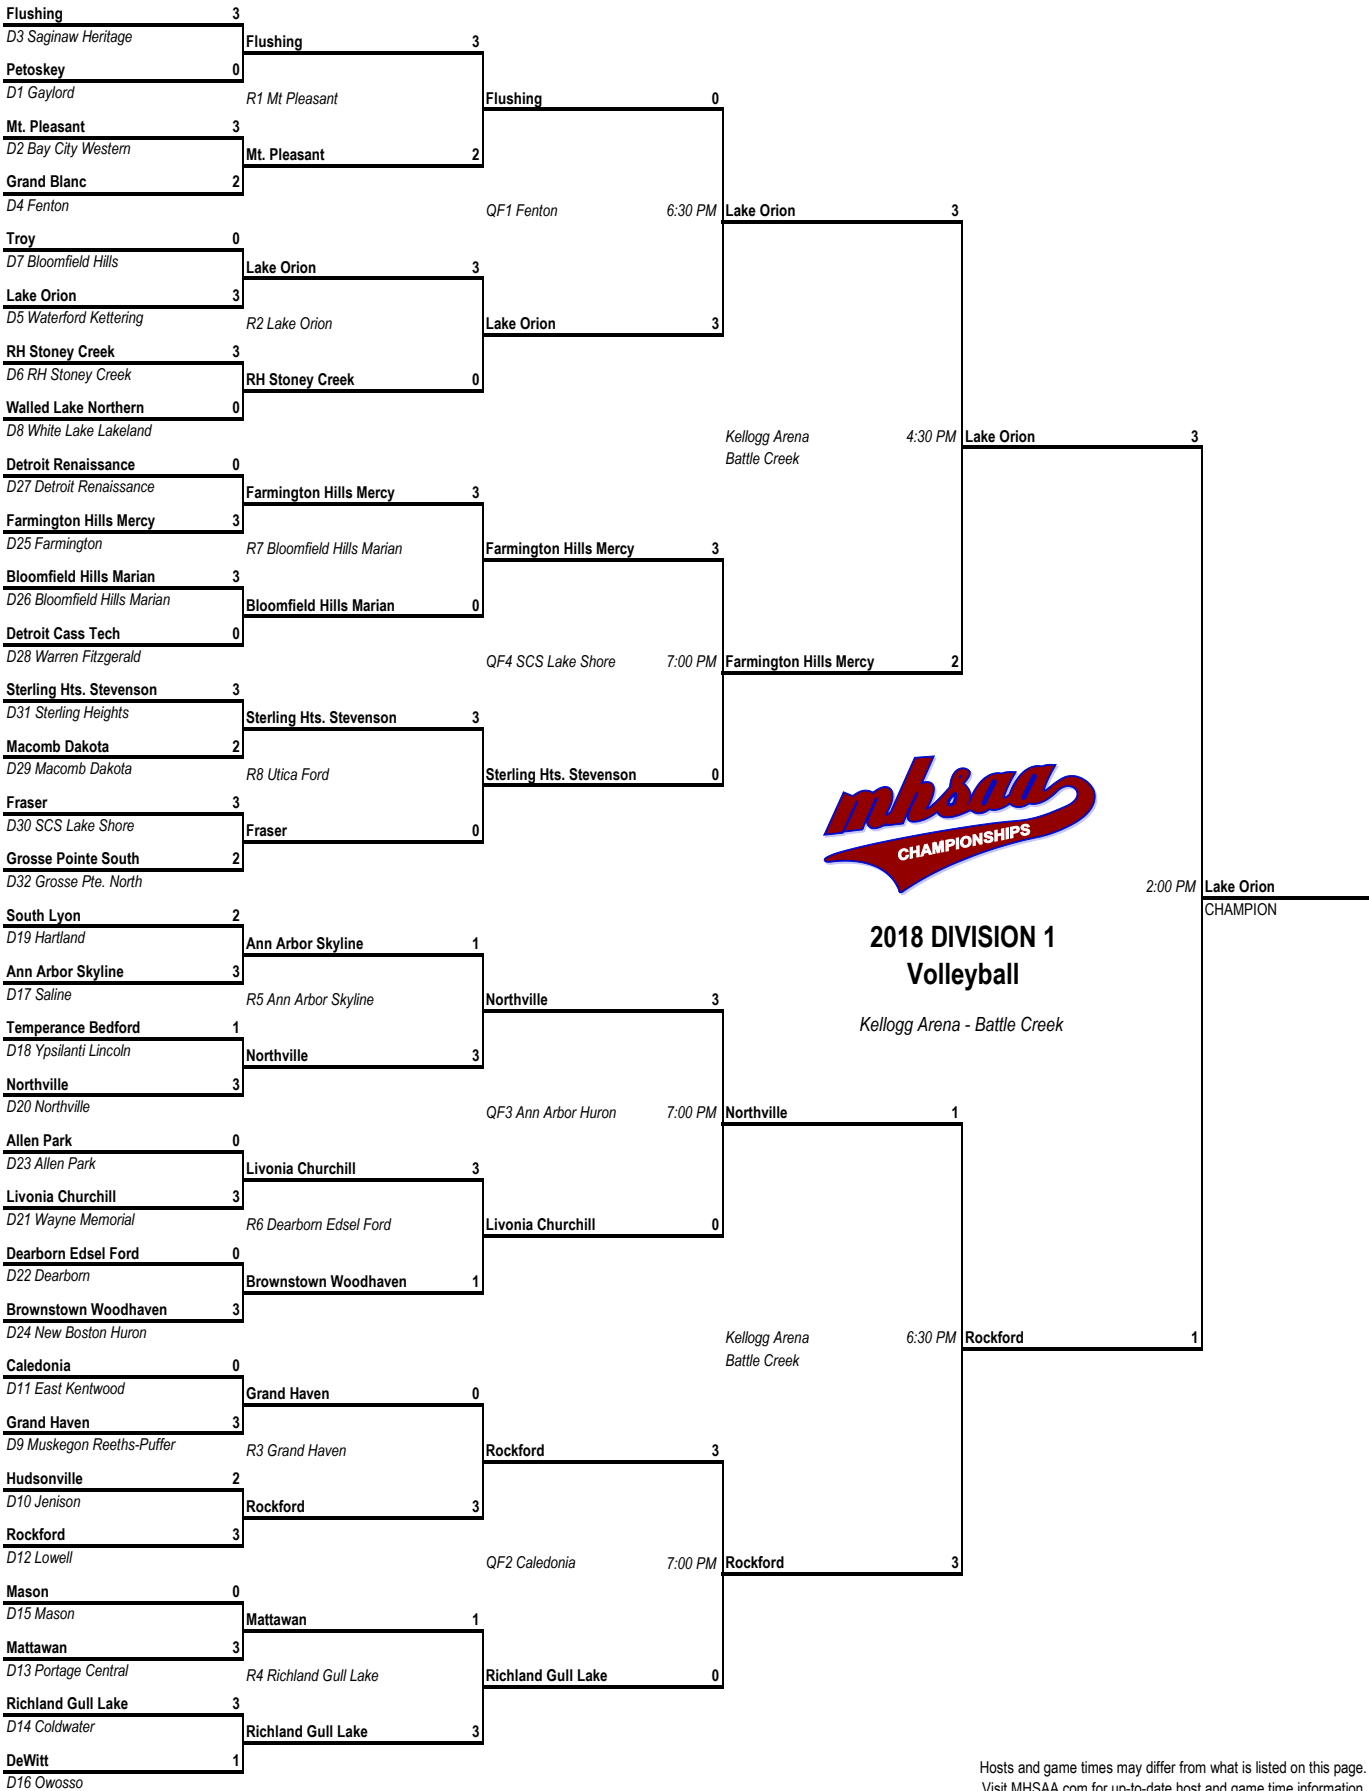 Flushing 3
D3 Saginaw Heritage
Petoskey 0
D1 Gaylord
Mt. Pleasant 3
D2 Bay City Western
Grand Blanc 2
D4 Fenton
Troy 0
D7 Bloomfield Hills
Lake Orion 3
D5 Waterford Kettering
RH Stoney Creek 3
D6 RH Stoney Creek
Walled Lake Northern 0
D8 White Lake Lakeland
Detroit Renaissance 0
D27 Detroit Renaissance
Farmington Hills Mercy 3
D25 Farmington
Bloomfield Hills Marian 3
D26 Bloomfield Hills Marian
Detroit Cass Tech 0
D28 Warren Fitzgerald
Sterling Hts. Stevenson 3
D31 Sterling Heights
Macomb Dakota 2
D29 Macomb Dakota
Fraser 3
D30 SCS Lake Shore
Grosse Pointe South 2
D32 Grosse Pte. North
South Lyon 2
D19 Hartland
Ann Arbor Skyline 3
D17 Saline
Temperance Bedford 1
D18 Ypsilanti Lincoln
Northville 3
D20 Northville
Allen Park 0
D23 Allen Park
Livonia Churchill 3
D21 Wayne Memorial
Dearborn Edsel Ford 0
D22 Dearborn
Brownstown Woodhaven 3
D24 New Boston Huron
Caledonia 0
D11 East Kentwood
Grand Haven 3
D9 Muskegon Reeths-Puffer
Hudsonville 2
D10 Jenison
Rockford 3
D12 Lowell
Mason 0
D15 Mason
Mattawan 3
D13 Portage Central
Richland Gull Lake 3
D14 Coldwater
DeWitt 1
D16 Owosso
Flushing 3
R1 Mt Pleasant
Mt. Pleasant 2
Lake Orion 3
R2 Lake Orion
RH Stoney Creek 0
Farmington Hills Mercy 3
R7 Bloomfield Hills Marian
Bloomfield Hills Marian 0
Sterling Hts. Stevenson 3
R8 Utica Ford
Fraser 0
Ann Arbor Skyline 1
R5 Ann Arbor Skyline
Northville 3
Livonia Churchill 3
R6 Dearborn Edsel Ford
Brownstown Woodhaven 1
Grand Haven 0
R3 Grand Haven
Rockford 3
Mattawan 1
R4 Richland Gull Lake
Richland Gull Lake 3
Flushing 0
QF1 Fenton 6:30 PM
Lake Orion 3
Farmington Hills Mercy 3
QF4 SCS Lake Shore 7:00 PM
Sterling Hts. Stevenson 0
Northville 3
QF3 Ann Arbor Huron 7:00 PM
Livonia Churchill 0
Rockford 3
QF2 Caledonia 7:00 PM
Richland Gull Lake 0
Lake Orion 3
Kellogg Arena 4:30 PM
Battle Creek
Farmington Hills Mercy 2
Northville 1
Kellogg Arena 6:30 PM
Battle Creek
Rockford 3
Lake Orion 3
2:00 PM
Rockford 1
Lake Orion
CHAMPION
mhsaa
CHAMPIONSHIPS
2018 DIVISION 1
Volleyball
Kellogg Arena - Battle Creek
Hosts and game times may differ from what is listed on this page.
Visit MHSAA.com for up-to-date host and game time information.